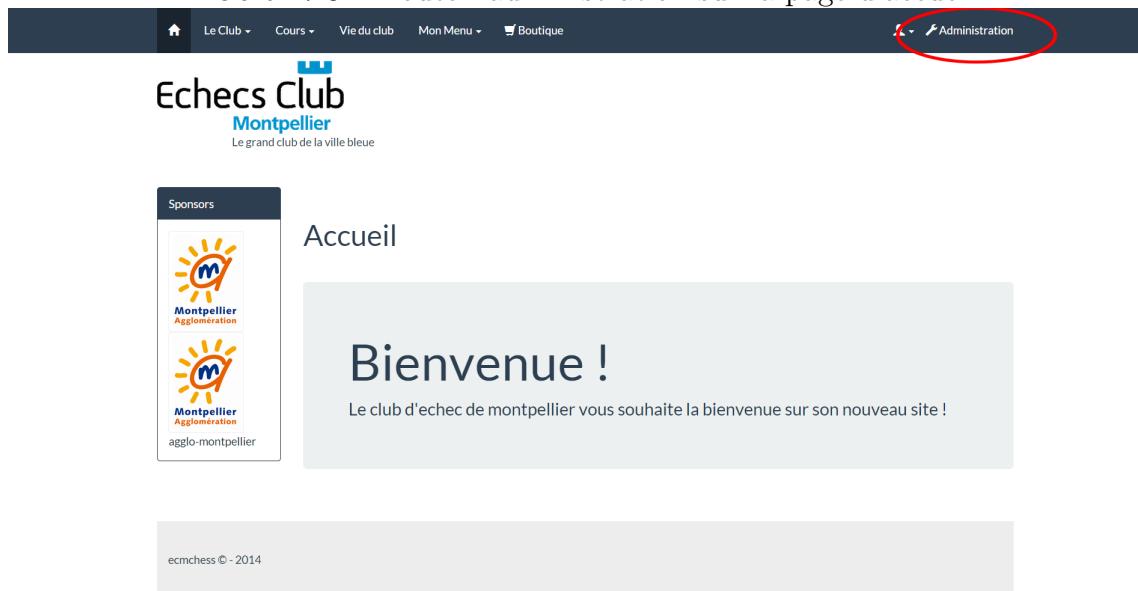 Le Club Cours Vie du club Mon Menu Boutique Administration
Echecs Club
Montpellier
Le grand club de la ville bleue
Sponsors
Montpellier
Agglomération
Montpellier
Agglomération
agglo-montpellier
Accueil
Bienvenue !
Le club d'echec de montpellier vous souhaite la bienvenue sur son nouveau site !
ecmchess © - 2014